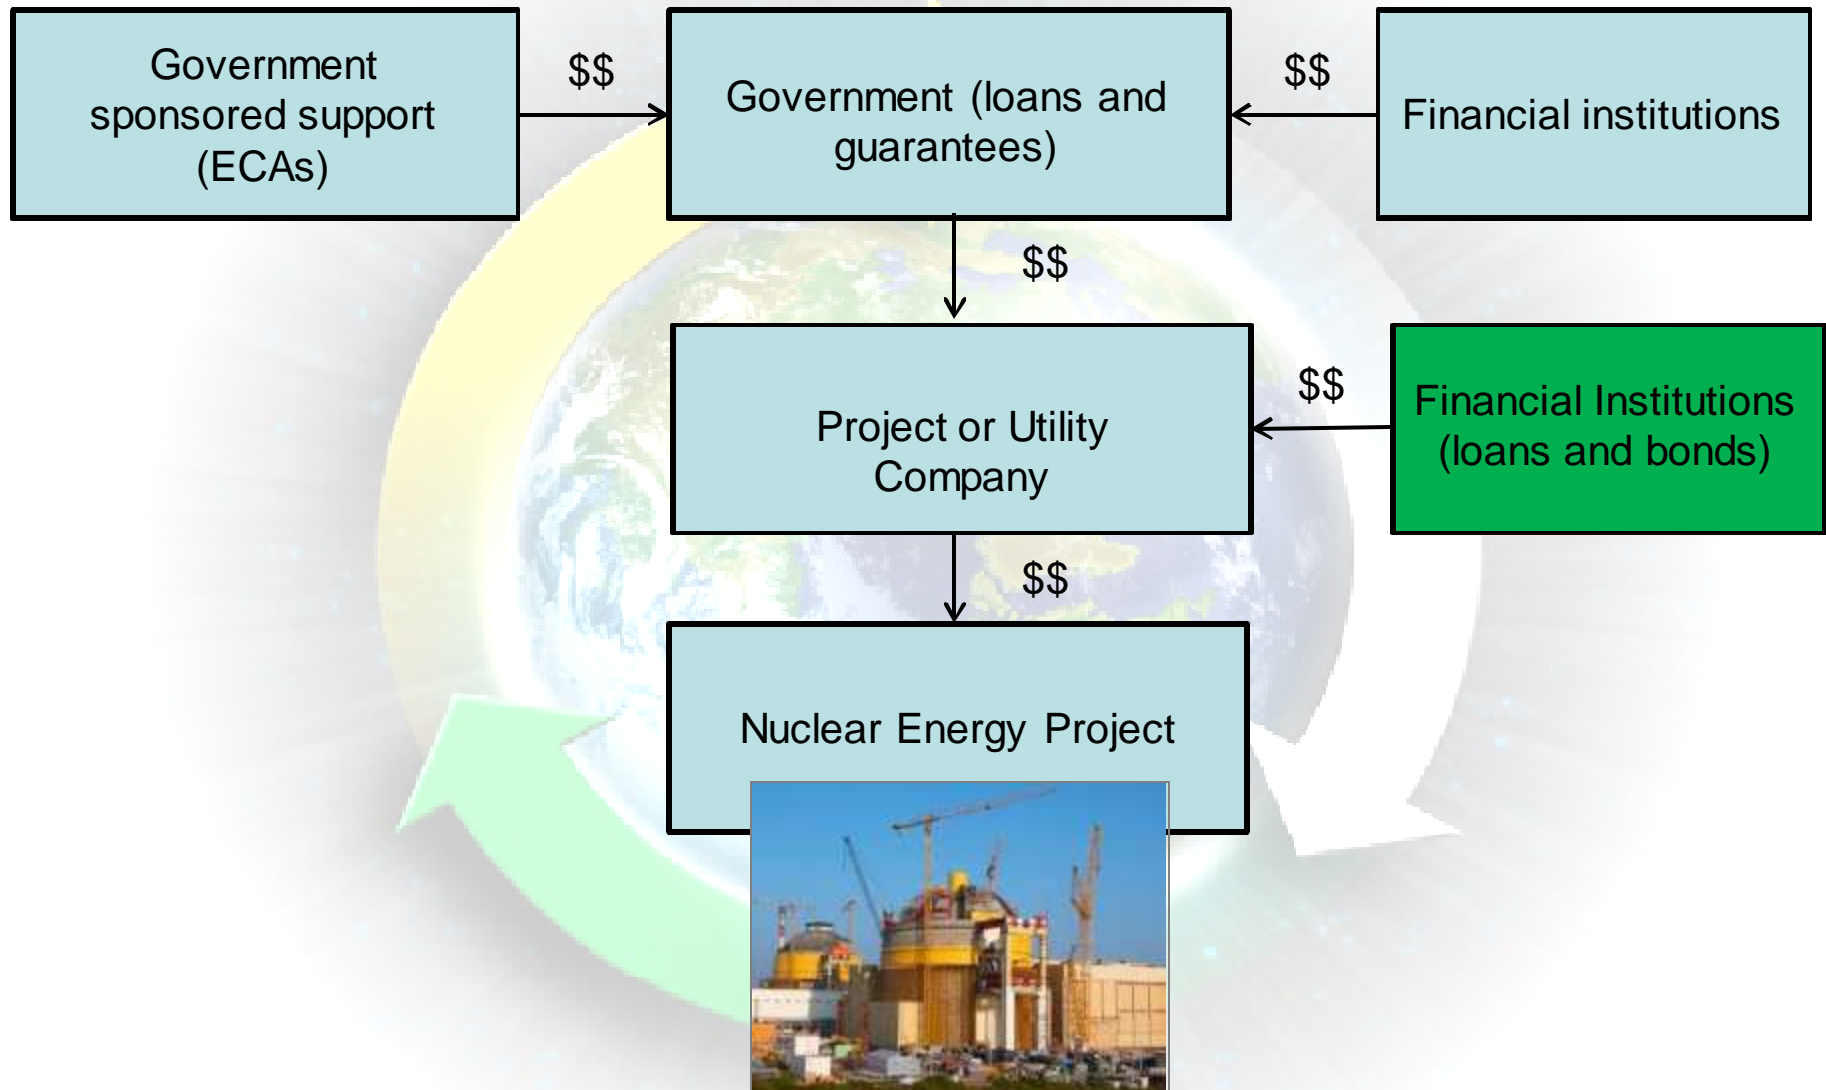 Government
sponsored support
(ECAs)
$$
Government (loans and
guarantees)
$$
Financial institutions
$$
Project or Utility
Company
$$
Financial Institutions
(loans and bonds)
$$
Nuclear Energy Project